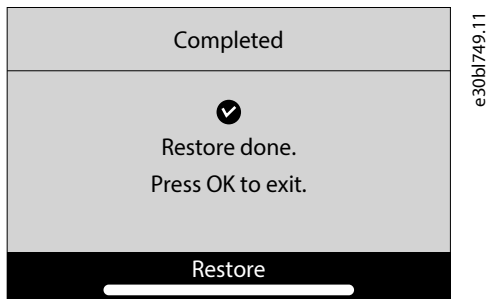 Completed
Restore done.
Press OK to exit.
Restore
e30bl749.11